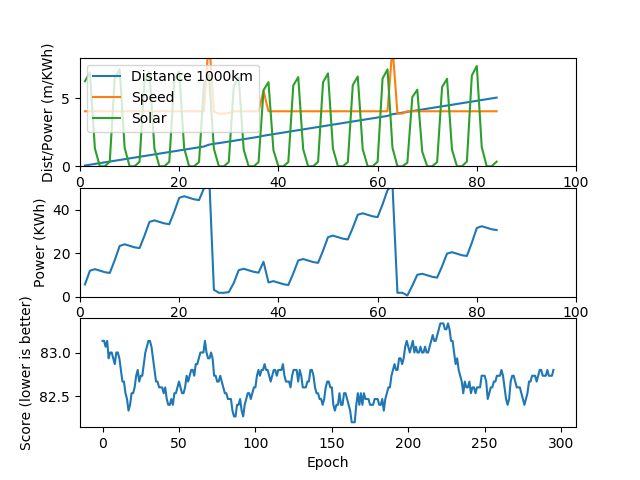 Dist/Power (m/KWh)
5
0
Distance 1000km
Speed
Solar
0 20 40 60 80 100
Power (KWh)
40
20
0
0 20 40 60 80 100
Score (lower is better)
83.0
82.5
0 50 100 150 200 250 300
Epoch